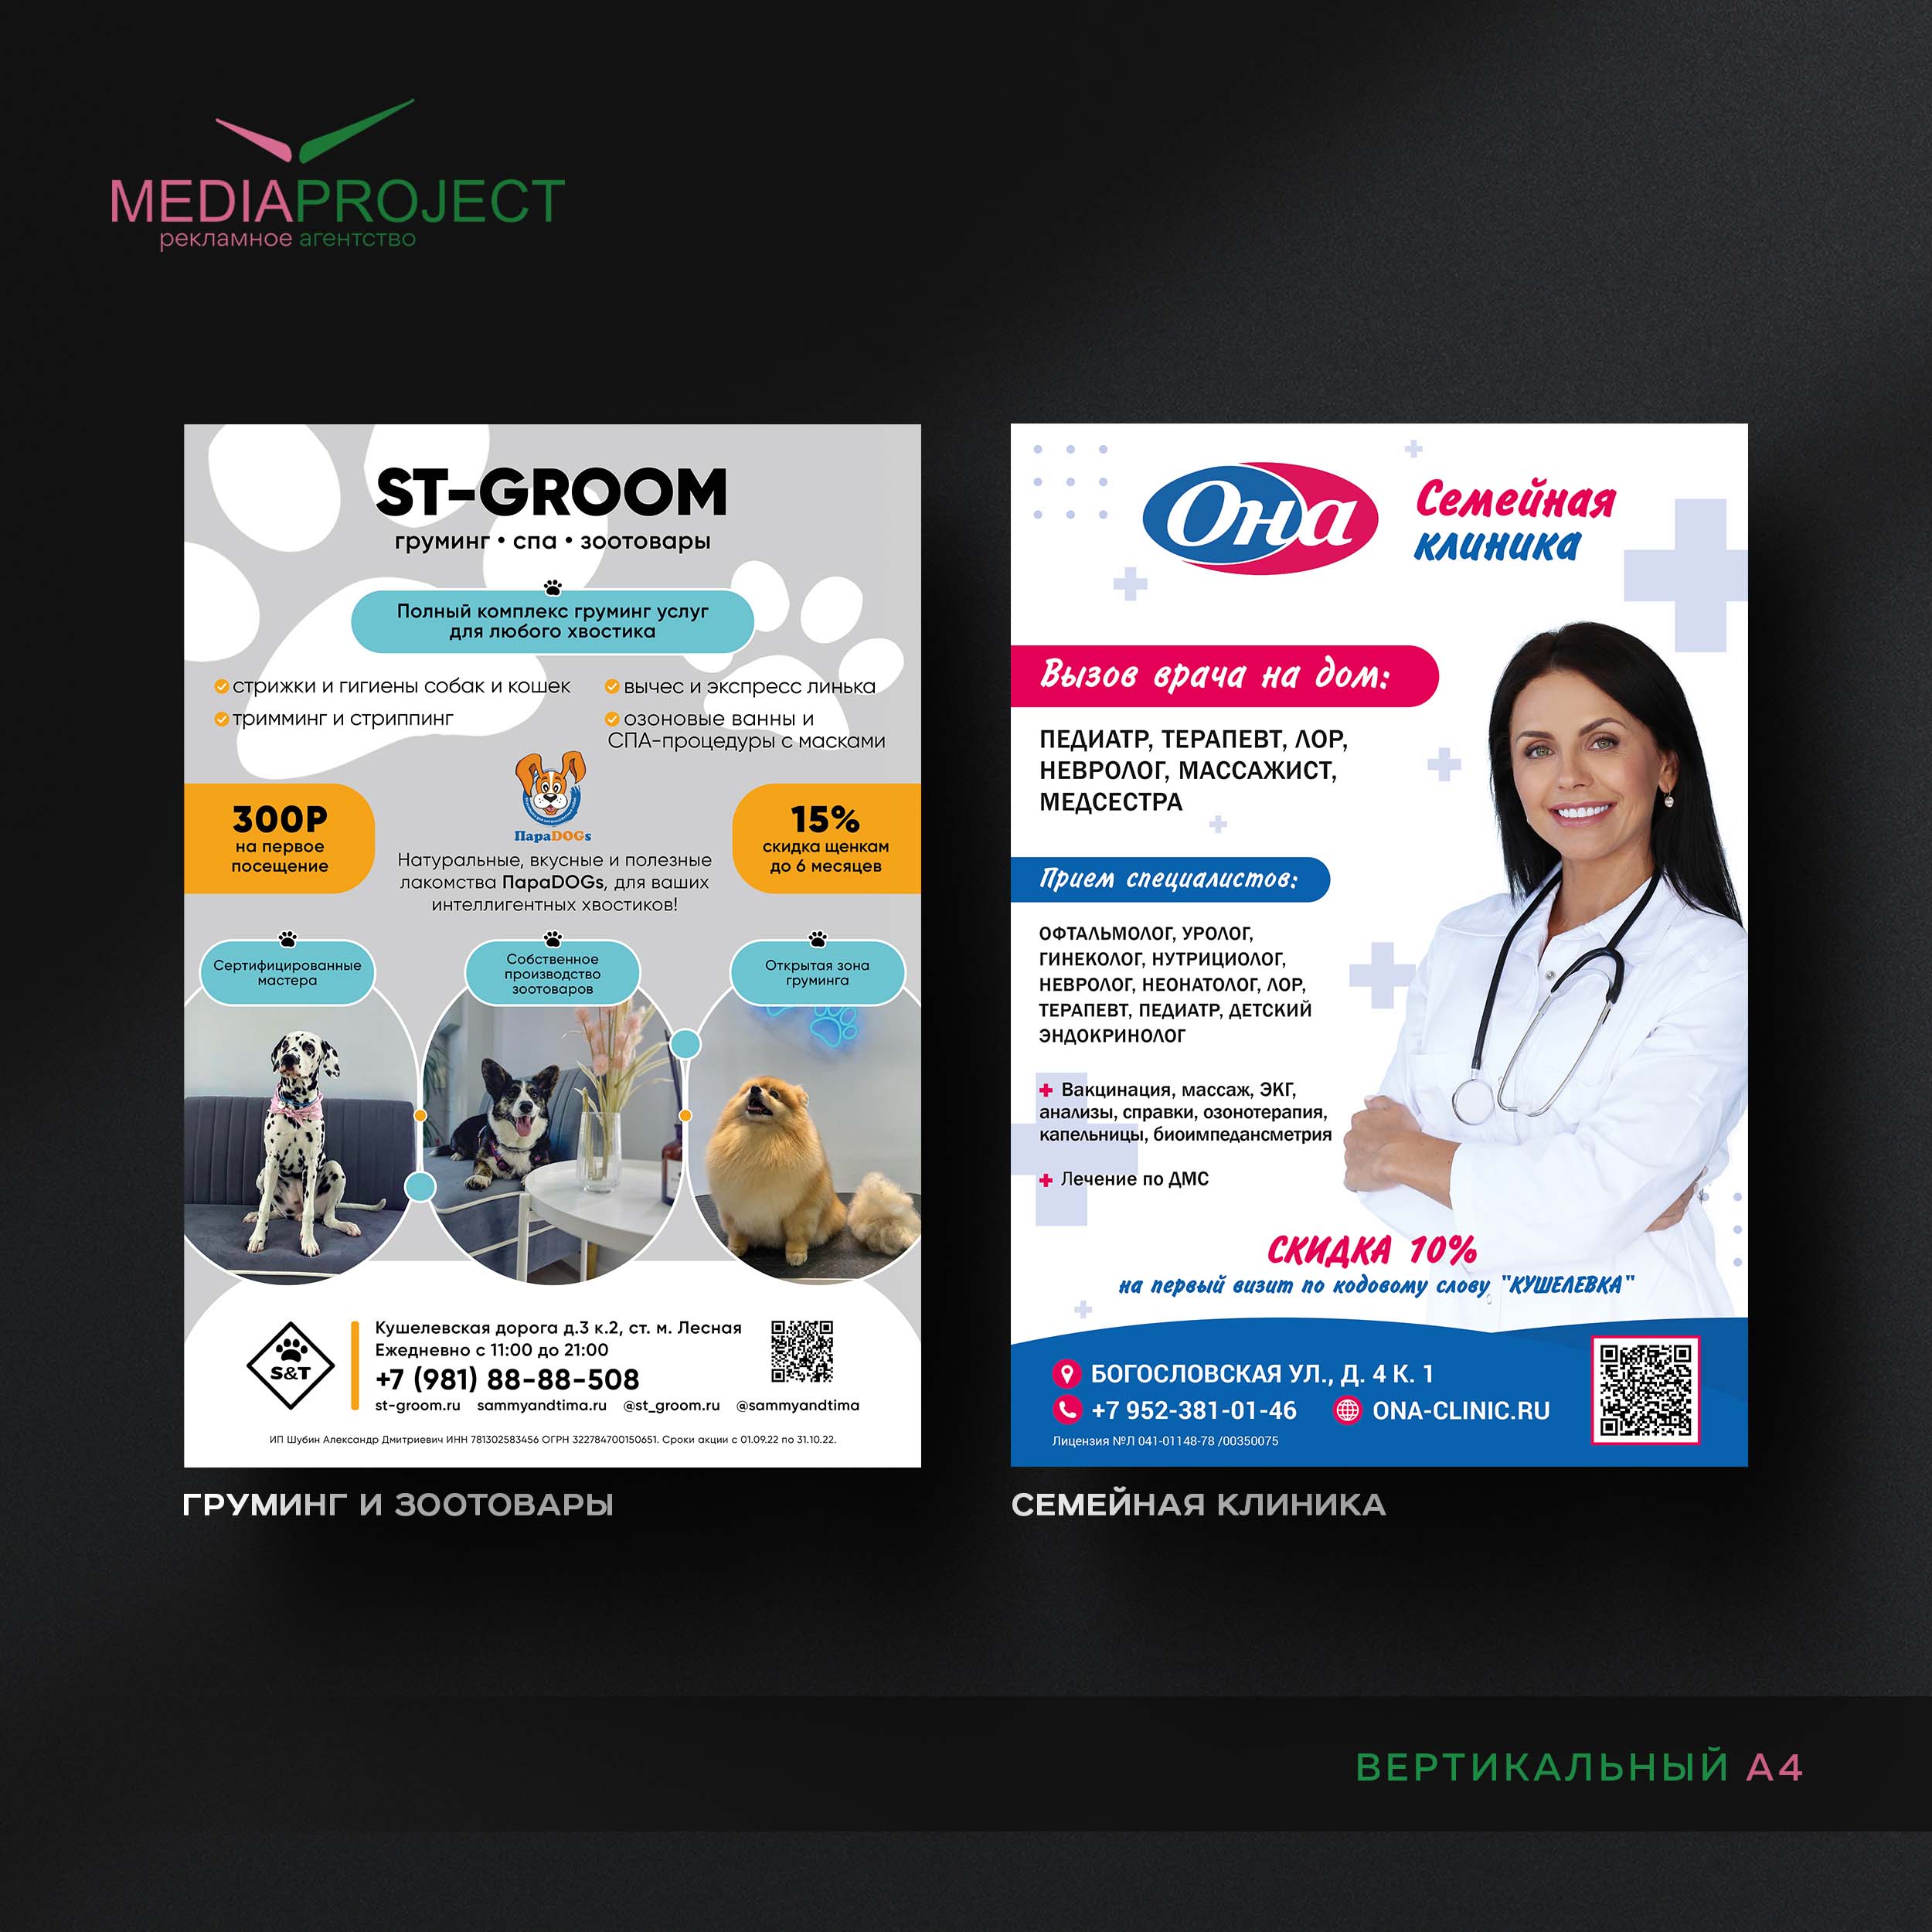 MEDIAPROJECT
рекламное агентство
ST-GROOM
груминг • спа • зоотовары
Полный комплекс груминг услуг
для любого хвостика
стрижки и гигиены собак и кошек
тримминг и стриппинг
вычес и экспресс линька
озоновые ванны и
СПА-процедуры с масками
300Р
на первое
посещение
ПараDOGs
Натуральные, вкусные и полезные
лакомства ПараDOGs, для ваших
интеллигентных хвостиков!
15%
скидка щенкам
до 6 месяцев
Сертифицированные
мастера
Собственное
производство
зоотоваров
Открытая зона
груминга
S&T
Кушелевская дорога д.3 к.2, ст. м. Лесная
Ежедневно с 11:00 до 21:00
+7 (981) 88-88-508
st-groom.ru sammyandtima.ru @st_groom.ru @sammyandtima
ИП Шубин Александр Дмитриевич ИНН 781302583456 ОГРН 322784700150651. Сроки акции с 01.09.22 по 31.10.22.
ГРУМИНГ И ЗООТОВАРЫ
Она
Семейная
клиника
Вызов врача на дом:
ПЕДИАТР, ТЕРАПЕВТ, ЛОР,
НЕВРОЛОГ, МАССАЖИСТ,
МЕДСЕСТРА
Прием специалистов:
ОФТАЛЬМОЛОГ, УРОЛОГ,
ГИНЕКОЛОГ, НУТРИЦИОЛОГ,
НЕВРОЛОГ, НЕОНАТОЛОГ, ЛОР,
ТЕРАПЕВТ, ПЕДИАТР, ДЕТСКИЙ
ЭНДОКРИНОЛОГ
Вакцинация, массаж, ЭКГ,
анализы, справки, озонотерапия,
капельницы, биоимпедансметрия
Лечение по ДМС
СКИДКА 10%
на первый визит по кодовому слову "КУШЕЛЕВКА"
БОГОСЛОВСКАЯ УЛ., Д. 4 К. 1
+7 952-381-01-46 ONA-CLINIC.RU
Лицензия №Л 041-01148-78 /00350075
СЕМЕЙНАЯ КЛИНИКА
ВЕРТИКАЛЬНЫЙ А4